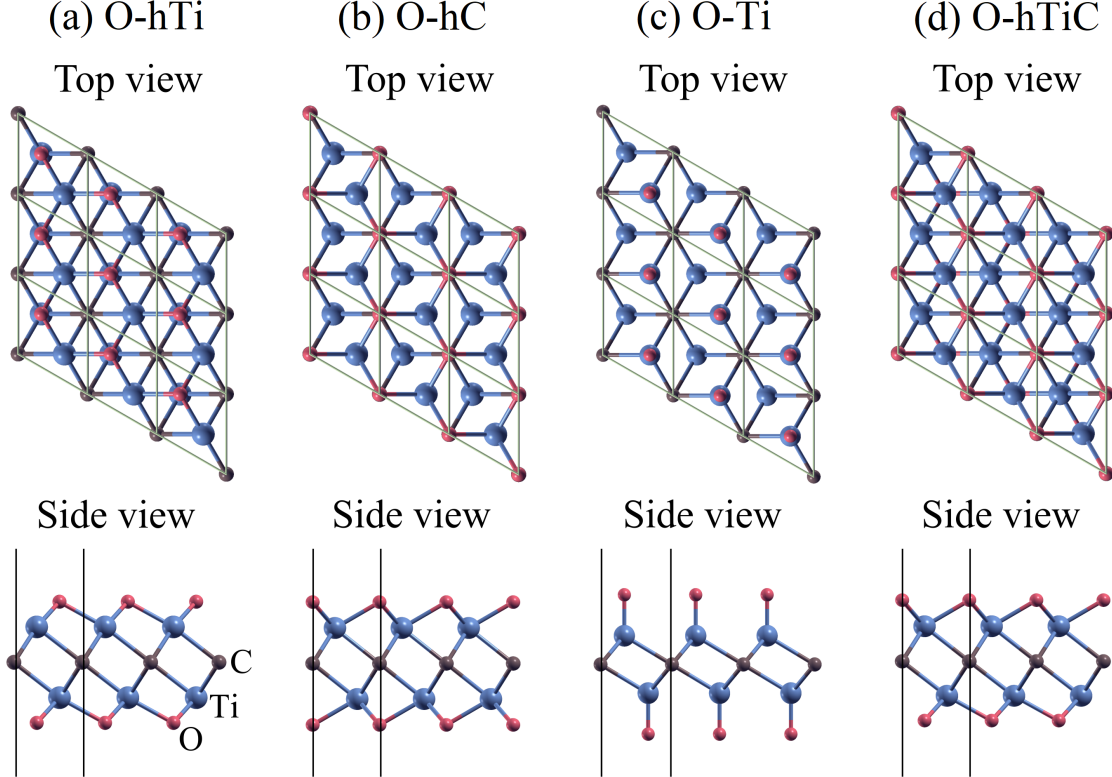 (a) O-hTi (b) O-hC (c) O-Ti (d) O-hTiC
Top view Top view Top view Top view
Side view Side view Side view Side view
C
Ti
O